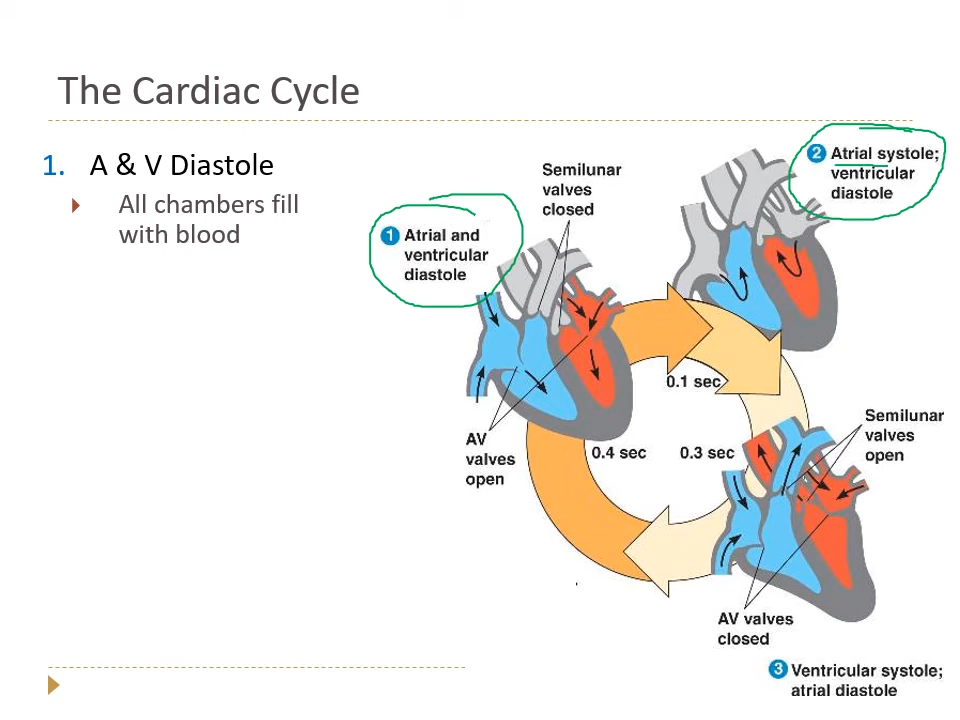 The Cardiac Cycle
1. A & V Diastole
All chambers fill
with blood
1 Atrial and
ventricular
diastole
Semilunar
valves
closed
2 Atrial systole;
ventricular
diastole
0.1 sec
AV
valves
open
0.4 sec
0.3 sec
Semilunar
valves
open
AV valves
closed
3 Ventricular systole;
atrial diastole